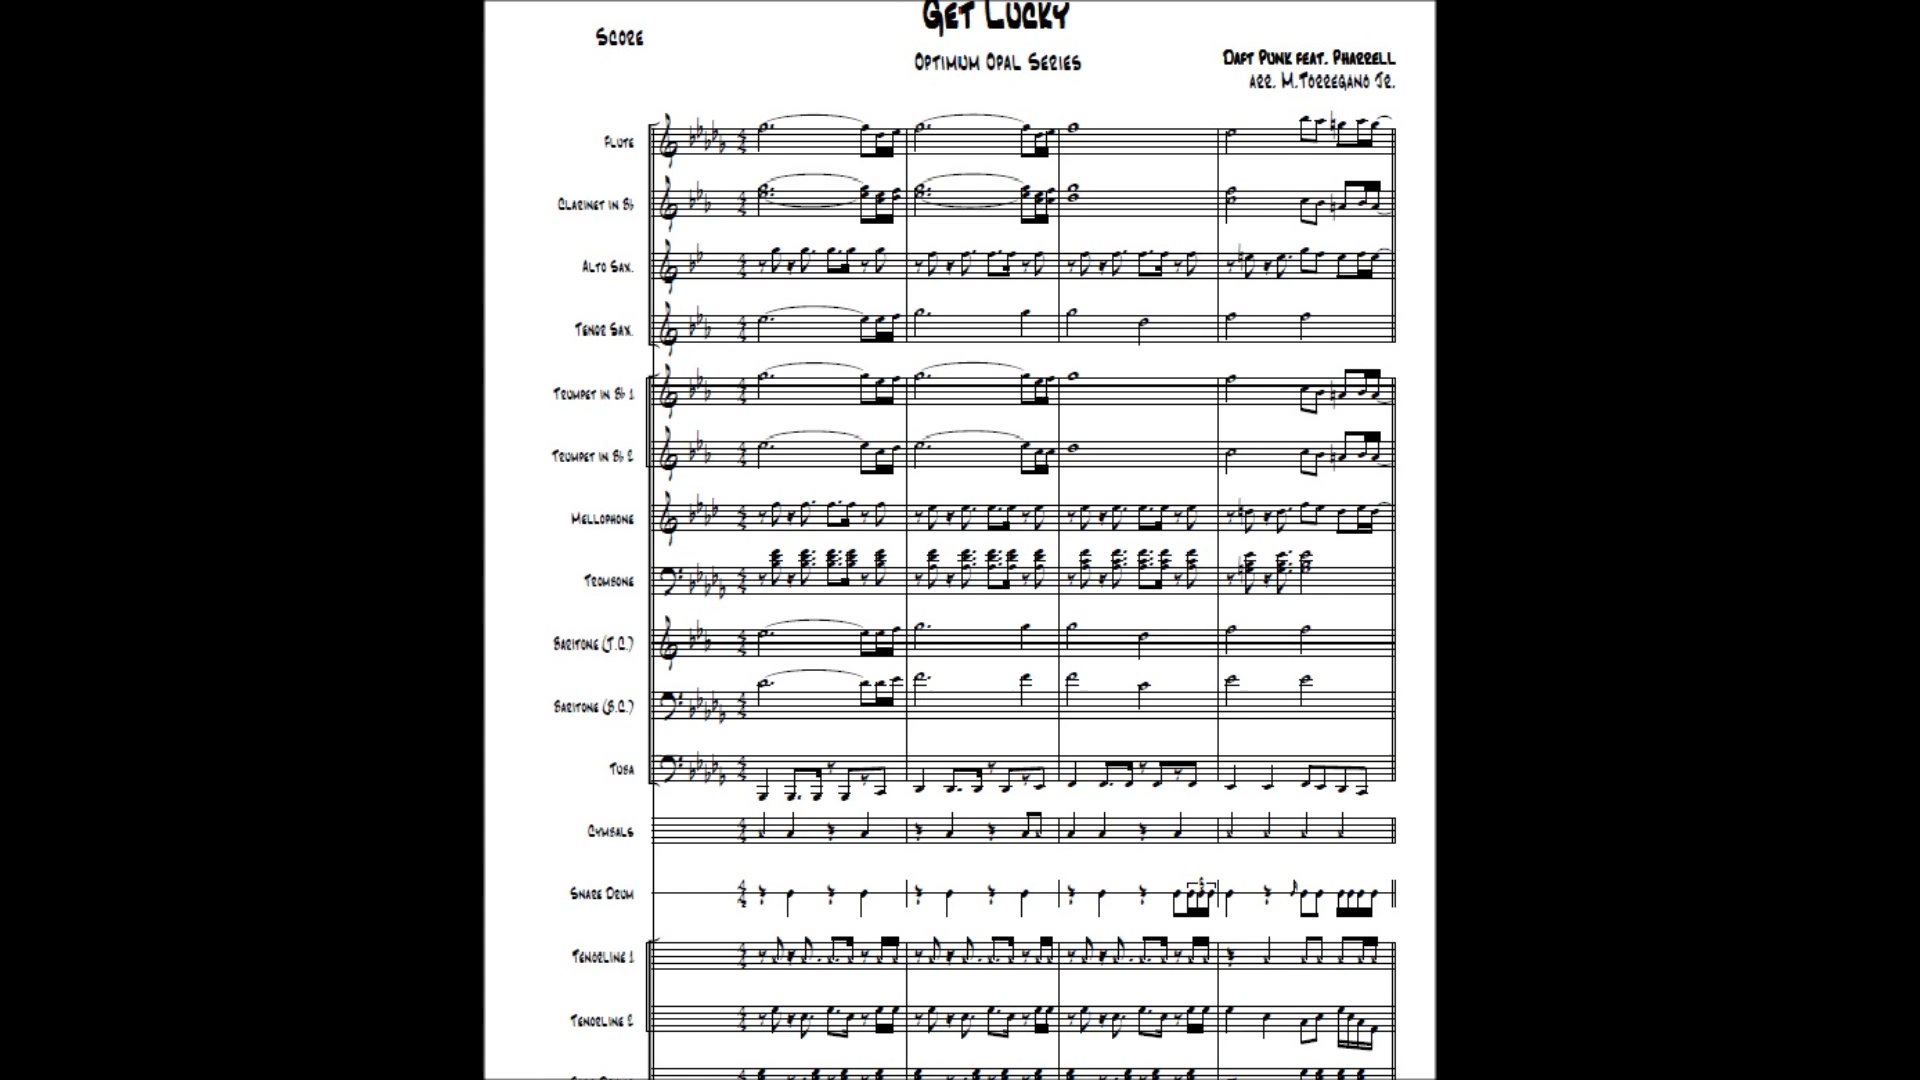 Get Lucky
Score
Optimum Opal Series
Daft Punk feat. Pharrell
arr. M.Torregano Jr.
Flute
Clarinet in B♭
Alto Sax.
Tenor Sax.
Trumpet in B♭ 1
Trumpet in B♭ 2
Mellophone
Trombone
Baritone (T.C.)
Baritone (B.C.)
Tuba
Cymbals
Snare Drum
Tenorline 1
Tenorline 2